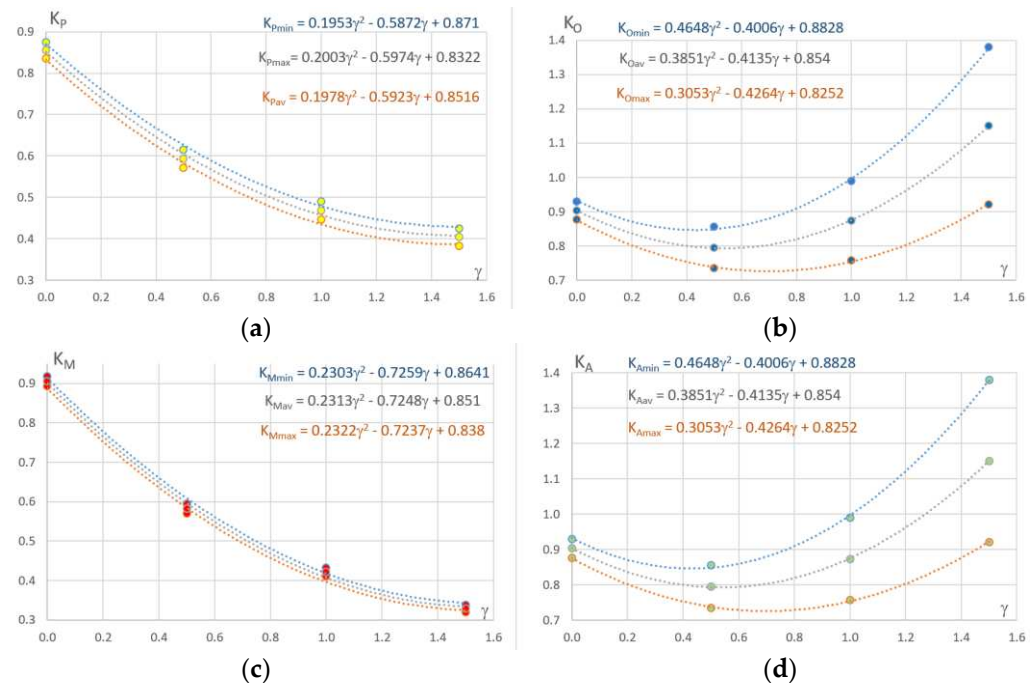 K_P
K_Pmin = 0.1953γ² - 0.5872γ + 0.871
K_Pmax = 0.2003γ² - 0.5974γ + 0.8322
K_Pav = 0.1978γ² - 0.5923γ + 0.8516
0.9
0.8
0.7
0.6
0.5
0.4
0.3
γ
0.0 0.2 0.4 0.6 0.8 1.0 1.2 1.4 1.6
(a)
K_O
K_Omin = 0.4648γ² - 0.4006γ + 0.8828
K_Oav = 0.3851γ² - 0.4135γ + 0.854
K_Omax = 0.3053γ² - 0.4264γ + 0.8252
1.4
1.3
1.2
1.1
1.0
0.9
0.8
0.7
γ
0.0 0.2 0.4 0.6 0.8 1.0 1.2 1.4 1.6
(b)
K_M
K_Mmin = 0.2303γ² - 0.7259γ + 0.8641
K_Mav = 0.2313γ² - 0.7248γ + 0.851
K_Mmax = 0.2322γ² - 0.7237γ + 0.838
0.9
0.8
0.7
0.6
0.5
0.4
0.3
γ
0.0 0.2 0.4 0.6 0.8 1.0 1.2 1.4 1.6
(c)
K_A
K_Amin = 0.4648γ² - 0.4006γ + 0.8828
K_Aav = 0.3851γ² - 0.4135γ + 0.854
K_Amax = 0.3053γ² - 0.4264γ + 0.8252
1.4
1.3
1.2
1.1
1.0
0.9
0.8
0.7
γ
0.0 0.2 0.4 0.6 0.8 1.0 1.2 1.4 1.6
(d)